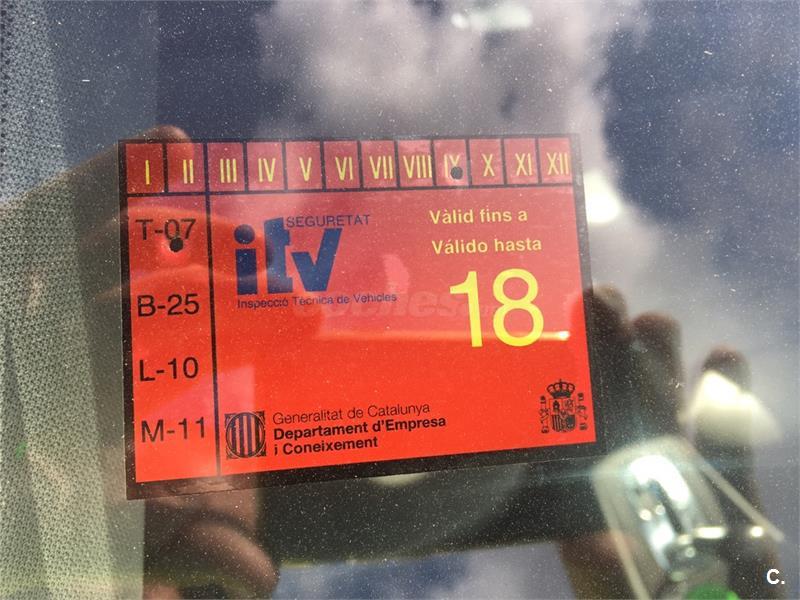 I II III IV V VI VII VIII IX X XI XII
T-07
B-25
L-10
M-11
SEGURETAT
itv
Inspecció Tècnica de Vehicles
Vàlid fins a
Válido hasta
18
Generalitat de Catalunya
Departament d'Empresa
i Coneixement
C.